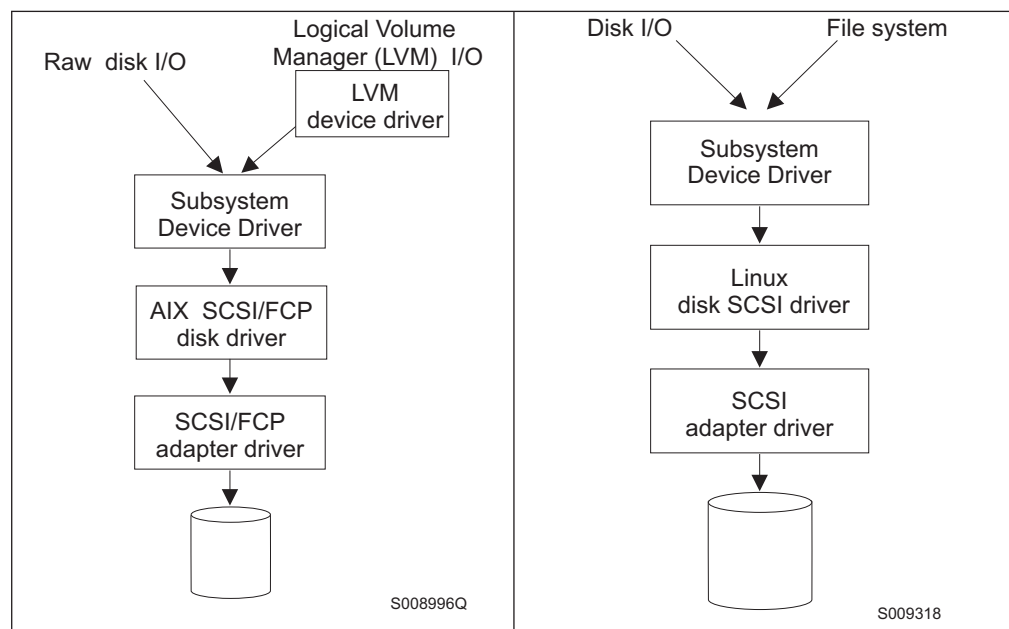 Logical Volume
Manager (LVM) I/O
Raw disk I/O
LVM
device driver
Subsystem
Device Driver
AIX SCSI/FCP
disk driver
SCSI/FCP
adapter driver
S008996Q
Disk I/O
File system
Subsystem
Device Driver
Linux
disk SCSI driver
SCSI
adapter driver
S009318